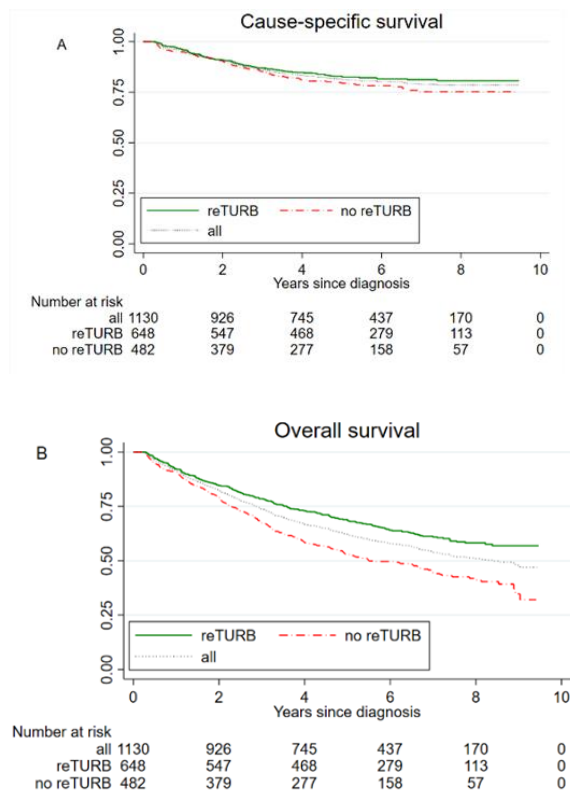 Cause-specific survival
A
1.00
0.75
0.50
0.25
0.00
reTURB no reTURB
all
0 2 4 6 8 10
Years since diagnosis
Number at risk
all 1130 926 745 437 170 0
reTURB 648 547 468 279 113 0
no reTURB 482 379 277 158 57 0
Overall survival
B
1.00
0.75
0.50
0.25
0.00
reTURB no reTURB
all
0 2 4 6 8 10
Years since diagnosis
Number at risk
all 1130 926 745 437 170 0
reTURB 648 547 468 279 113 0
no reTURB 482 379 277 158 57 0